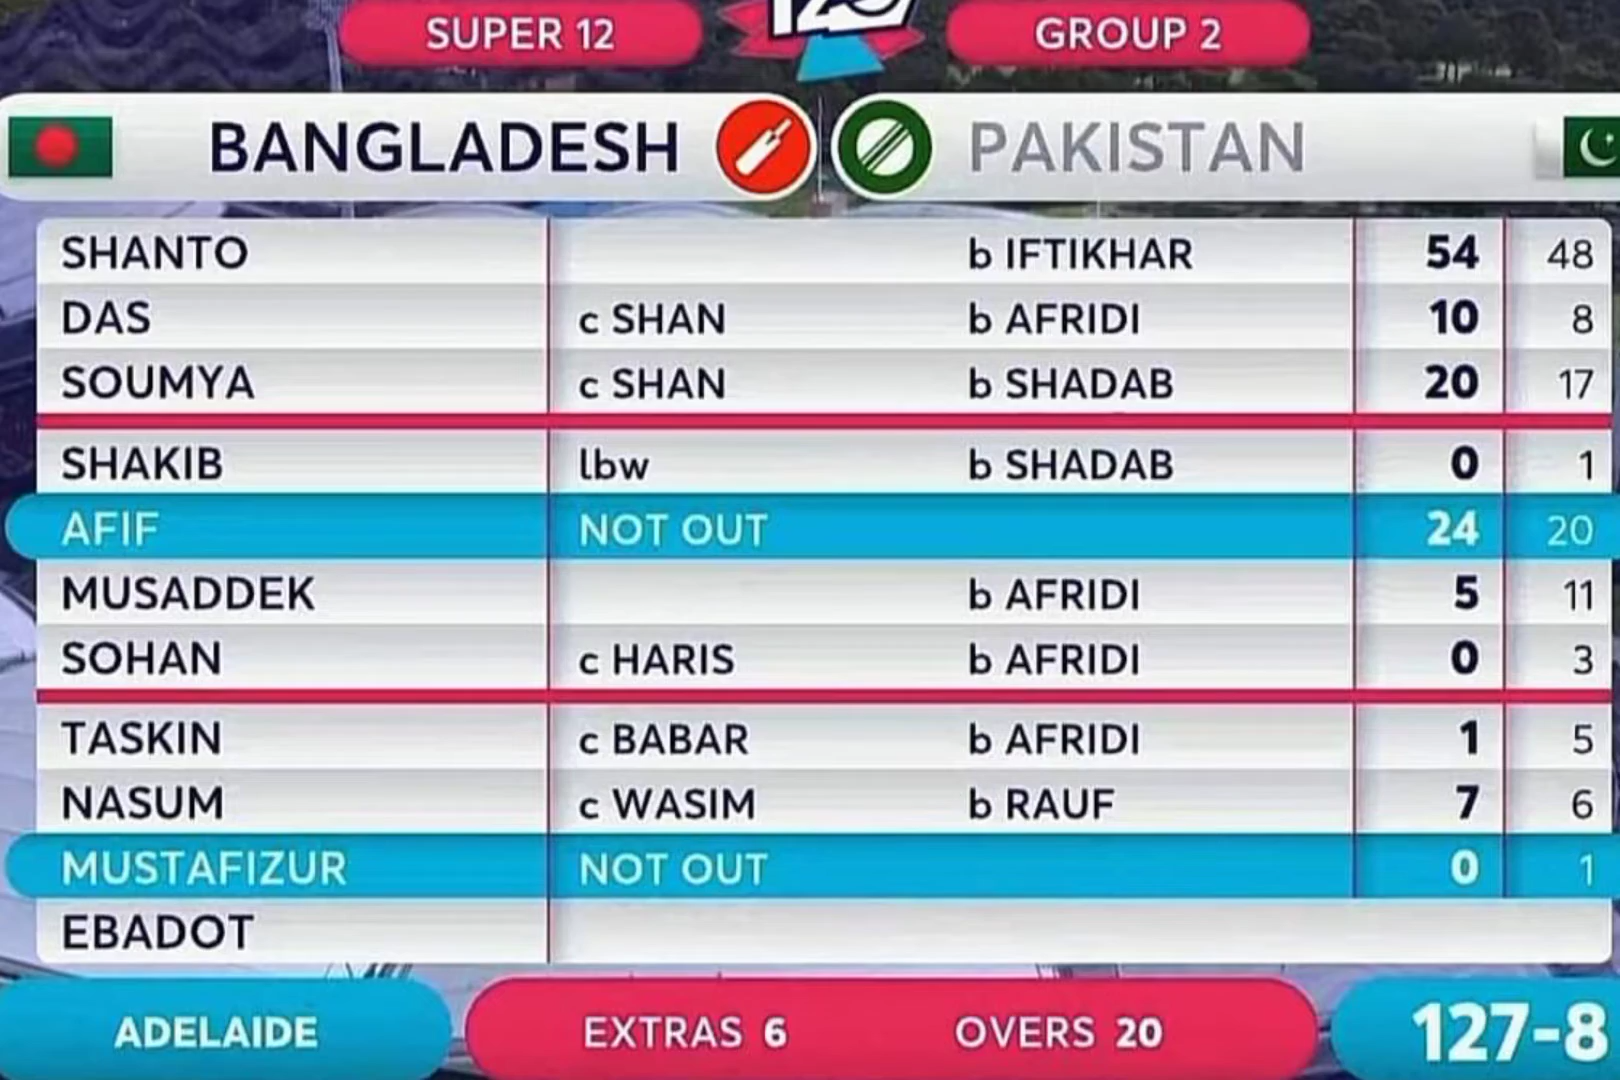 SUPER 12 T20 GROUP 2
BANGLADESH PAKISTAN
SHANTO b IFTIKHAR 54 48
DAS c SHAN b AFRIDI 10 8
SOUMYA c SHAN b SHADAB 20 17
SHAKIB lbw b SHADAB 0 1
AFIF NOT OUT 24 20
MUSADDEK b AFRIDI 5 11
SOHAN c HARIS b AFRIDI 0 3
TASKIN c BABAR b AFRIDI 1 5
NASUM c WASIM b RAUF 7 6
MUSTAFIZUR NOT OUT 0 1
EBADOT
ADELAIDE EXTRAS 6 OVERS 20 127-8